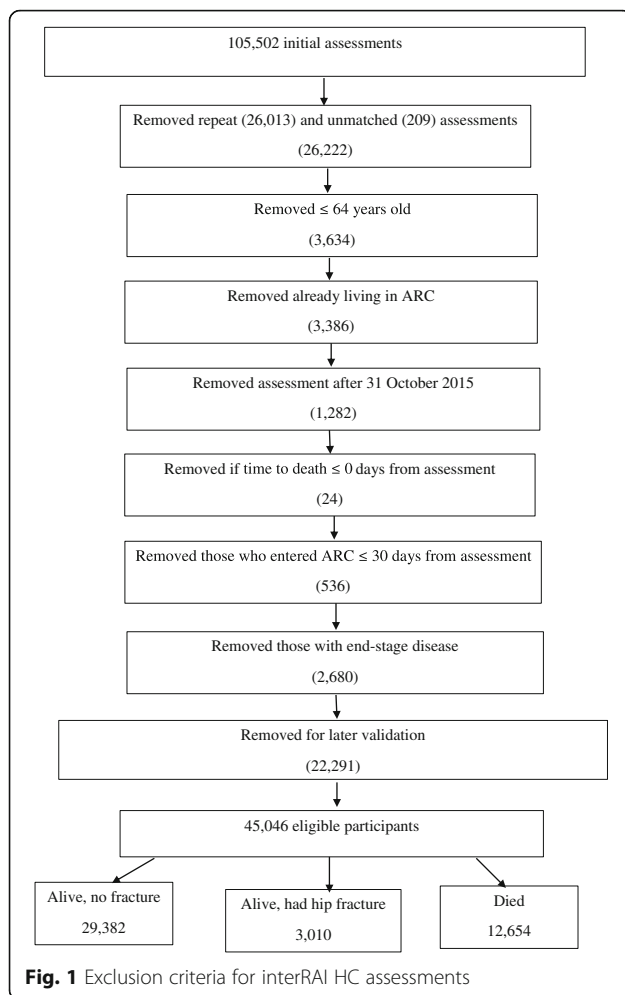 105,502 initial assessments
Removed repeat (26,013) and unmatched (209) assessments
(26,222)
Removed ≤ 64 years old
(3,634)
Removed already living in ARC
(3,386)
Removed assessment after 31 October 2015
(1,282)
Removed if time to death ≤ 0 days from assessment
(24)
Removed those who entered ARC ≤ 30 days from assessment
(536)
Removed those with end-stage disease
(2,680)
Removed for later validation
(22,291)
45,046 eligible participants
Alive, no fracture
29,382
Alive, had hip fracture
3,010
Died
12,654
Fig. 1 Exclusion criteria for interRAI HC assessments